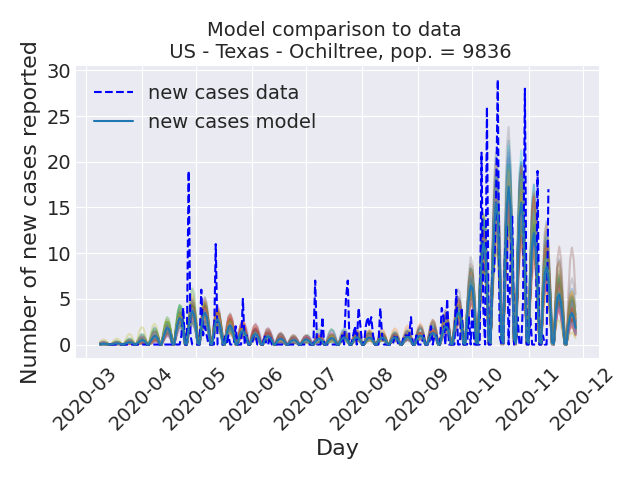 Model comparison to data
US - Texas - Ochiltree, pop. = 9836
Number of new cases reported
30
25
20
15
10
5
0
new cases data
new cases model
2020-03
2020-04
2020-05
2020-06
2020-07
2020-08
2020-09
2020-10
2020-11
2020-12
Day